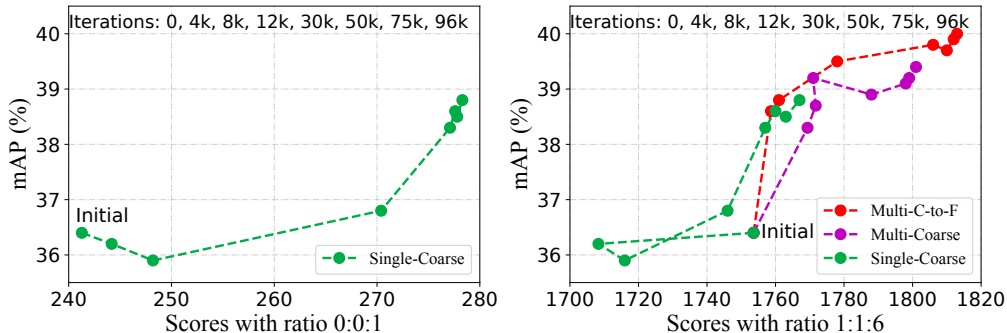 Iterations: 0, 4k, 8k, 12k, 30k, 50k, 75k, 96k
40
39
38
37
36
mAP (%)
Initial
Single-Coarse
240 250 260 270 280
Scores with ratio 0:0:1
Iterations: 0, 4k, 8k, 12k, 30k, 50k, 75k, 96k
40
39
38
37
36
mAP (%)
Initial
Multi-C-to-F
Multi-Coarse
Single-Coarse
1700 1720 1740 1760 1780 1800 1820
Scores with ratio 1:1:6